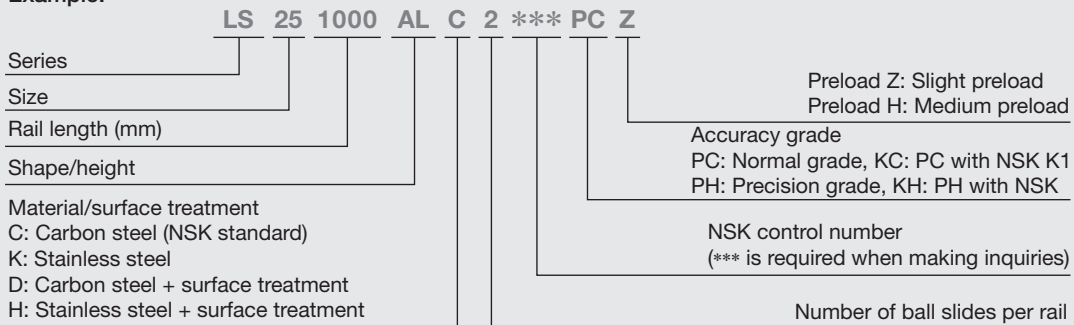 LS 25 1000 AL C 2 *** PC Z
Series
Size
Rail length (mm)
Shape/height
Material/surface treatment
C: Carbon steel (NSK standard)
K: Stainless steel
D: Carbon steel + surface treatment
H: Stainless steel + surface treatment
Preload Z: Slight preload
Preload H: Medium preload
Accuracy grade
PC: Normal grade, KC: PC with NSK K1
PH: Precision grade, KH: PH with NSK
NSK control number
(*** is required when making inquiries)
Number of ball slides per rail